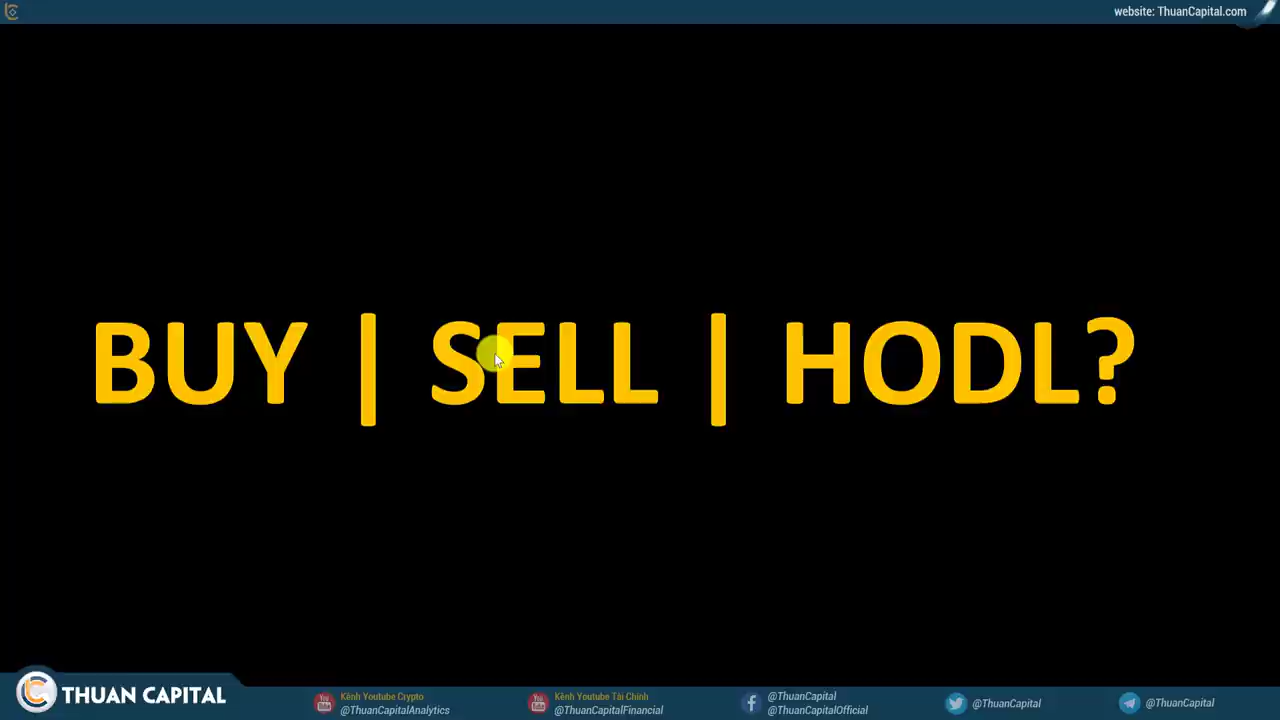 website: ThuanCapital.com
BUY | SELL | HODL?
THUAN CAPITAL
Kênh Youtube Crypto
@ThuanCapitalAnalytics
Kênh Youtube Tài Chính
@ThuanCapitalFinancial
@ThuanCapital
@ThuanCapitalOfficial
@ThuanCapital
@ThuanCapital